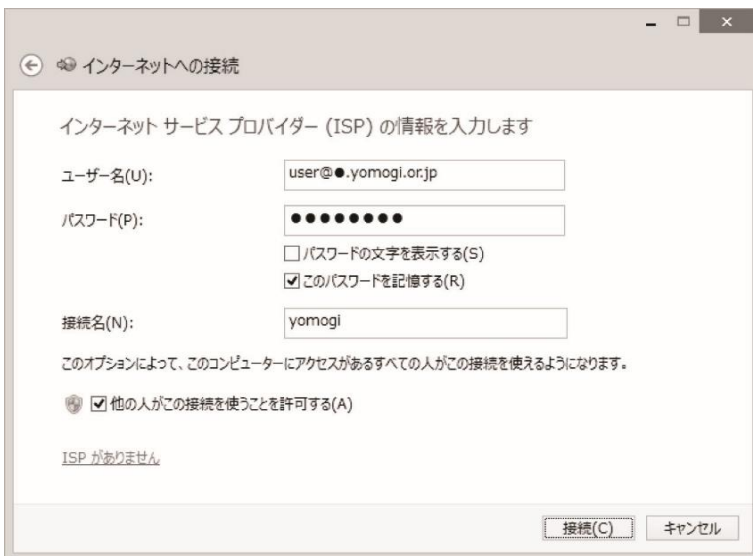 インターネットへの接続
インターネット サービス プロバイダー (ISP) の情報を入力します
ユーザー名(U):
user@●.yomogi.or.jp
パスワード(P):
●●●●●●●●
パスワードの文字を表示する(S)
このパスワードを記憶する(R)
接続名(N):
yomogi
このオプションによって、このコンピューターにアクセスがあるすべての人がこの接続を使えるようになります。
他の人がこの接続を使うことを許可する(A)
ISP がありません
接続(C)
キャンセル